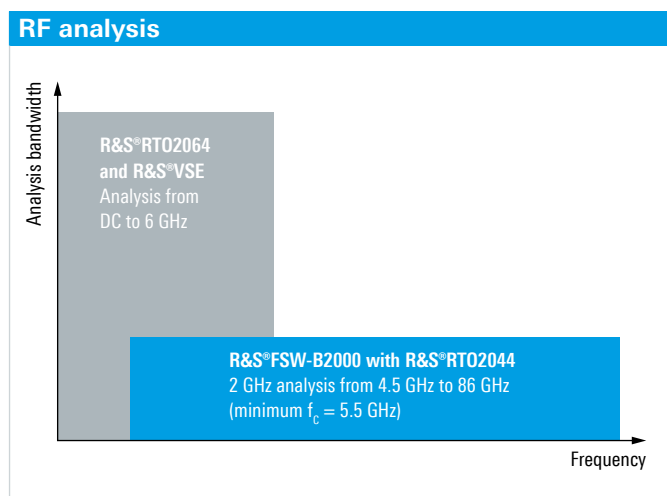 RF analysis
Analysis bandwidth
R&S®RTO2064
and R&S®VSE
Analysis from
DC to 6 GHz
R&S®FSW-B2000 with R&S®RTO2044
2 GHz analysis from 4.5 GHz to 86 GHz
(minimum fC = 5.5 GHz)
Frequency